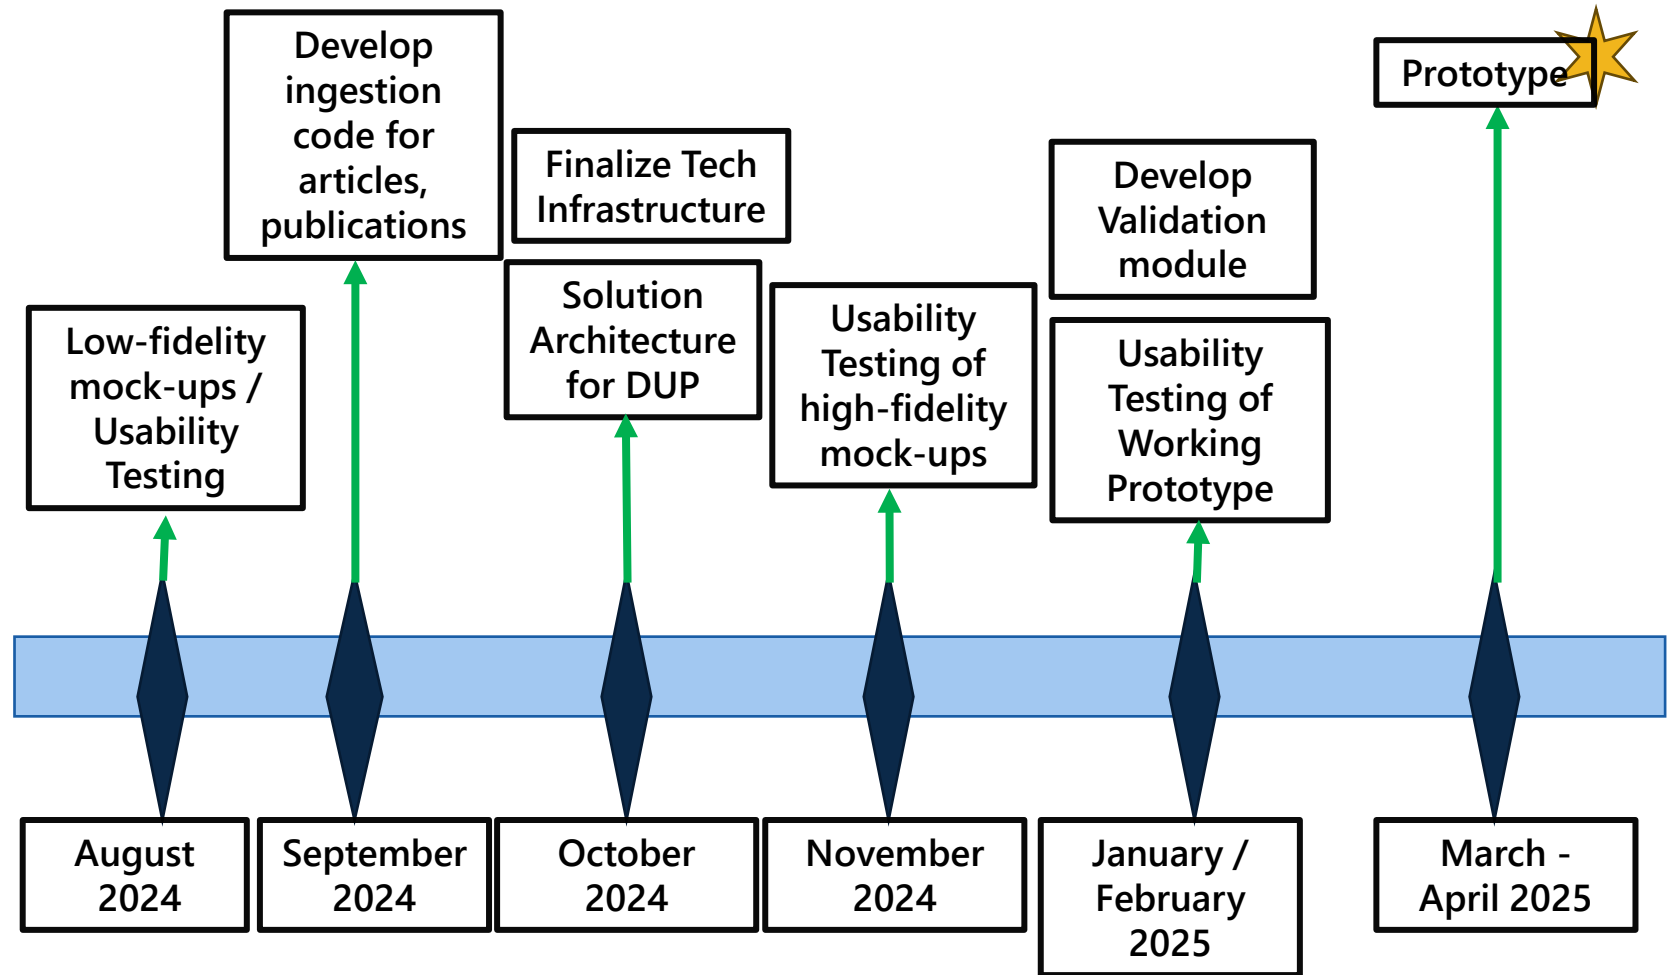 Develop
ingestion
code for
articles,
publications
Prototype
Finalize Tech
Infrastructure
Develop
Validation
module
Solution
Architecture
for DUP
Usability
Testing of
high-fidelity
mock-ups
Low-fidelity
mock-ups /
Usability
Testing
Usability
Testing of
Working
Prototype
August
2024
September
2024
October
2024
November
2024
January /
February
2025
March -
April 2025